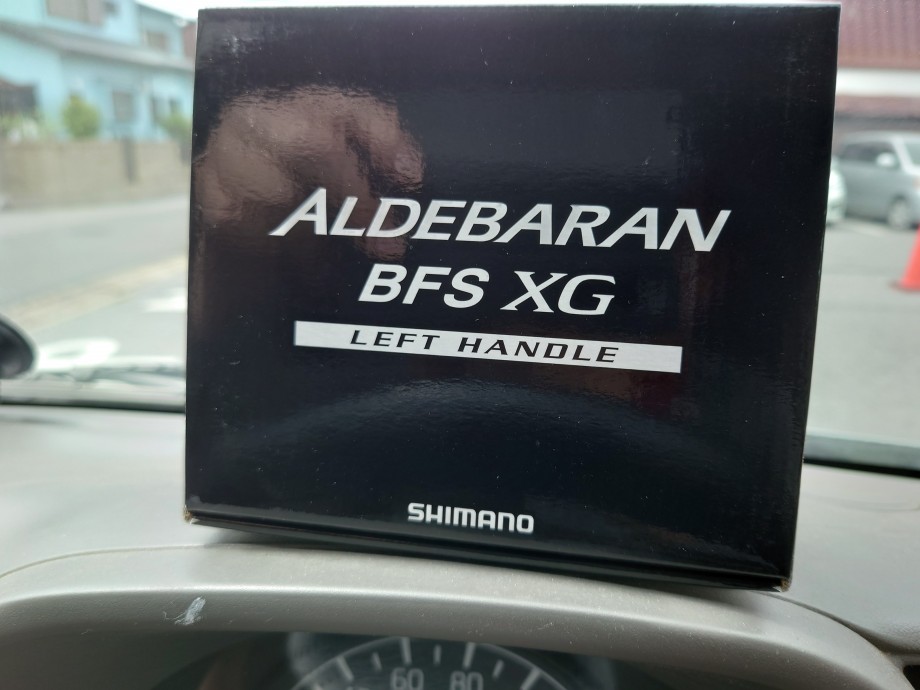 ALDEBARAN
BFS XG
LEFT HANDLE
SHIMANO
60 80